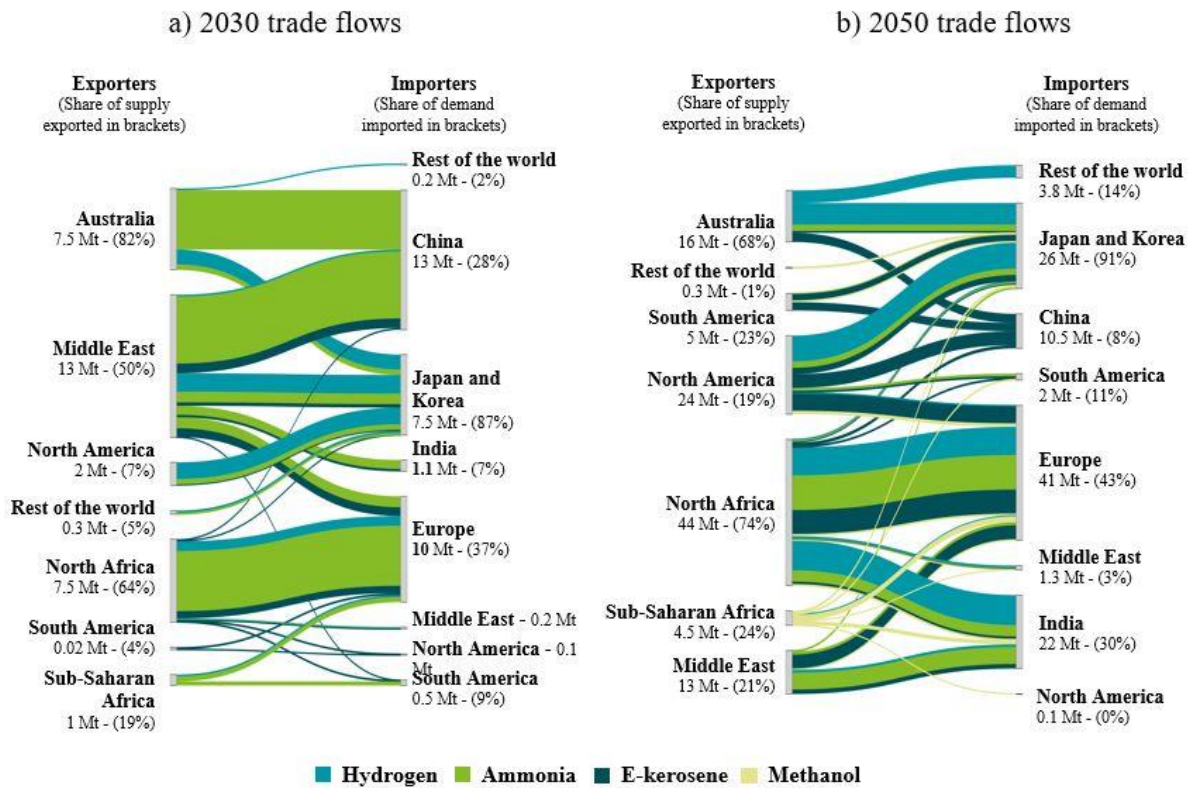 a) 2030 trade flows
Exporters
(Share of supply
exported in brackets)
Importers
(Share of demand
imported in brackets)
Australia
7.5 Mt - (82%)
Middle East
13 Mt - (50%)
North America
2 Mt - (7%)
Rest of the world
0.3 Mt - (5%)
North Africa
7.5 Mt - (64%)
South America
0.02 Mt - (4%)
Sub-Saharan
Africa
1 Mt - (19%)
Rest of the world
0.2 Mt - (2%)
China
13 Mt - (28%)
Japan and
Korea
7.5 Mt - (87%)
India
1.1 Mt - (7%)
Europe
10 Mt - (37%)
Middle East - 0.2 Mt
North America - 0.1
Mt
South America
0.5 Mt - (9%)
b) 2050 trade flows
Exporters
(Share of supply
exported in brackets)
Importers
(Share of demand
imported in brackets)
Australia
16 Mt - (68%)
Rest of the world
0.3 Mt - (1%)
South America
5 Mt - (23%)
North America
24 Mt - (19%)
North Africa
44 Mt - (74%)
Sub-Saharan Africa
4.5 Mt - (24%)
Middle East
13 Mt - (21%)
Rest of the world
3.8 Mt - (14%)
Japan and Korea
26 Mt - (91%)
China
10.5 Mt - (8%)
South America
2 Mt - (11%)
Europe
41 Mt - (43%)
Middle East
1.3 Mt - (3%)
India
22 Mt - (30%)
North America
0.1 Mt - (0%)
Hydrogen
Ammonia
E-kerosene
Methanol